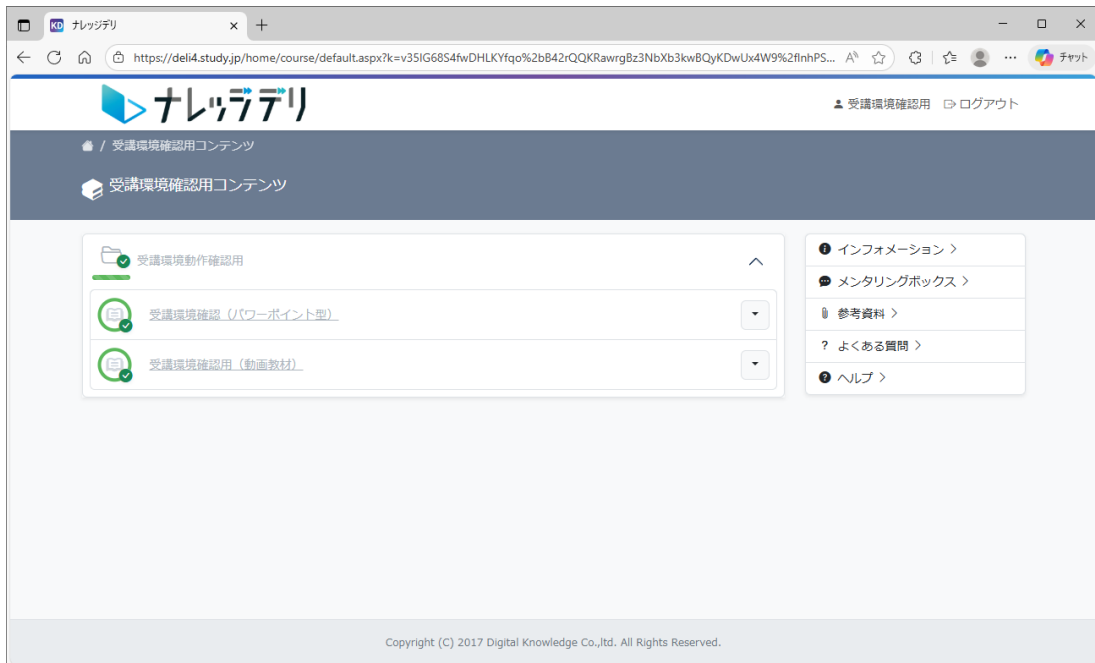 KD ナレッジデリ
https://deli4.study.jp/home/course/default.aspx?k=v35IG68S4fwDHLKYfqo%2bB42rQQKRawrgBz3NbXb3kwBQyKDwUx4W9%2fInhPS...
チャット
ナレッジデリ
受講環境確認用 ログアウト
/ 受講環境確認用コンテンツ
受講環境確認用コンテンツ
受講環境動作確認用
受講環境確認(パワーポイント型)
受講環境確認用(動画教材)
インフォメーション >
メンタリングボックス >
参考資料 >
? よくある質問 >
ヘルプ >
Copyright (C) 2017 Digital Knowledge Co.,ltd. All Rights Reserved.